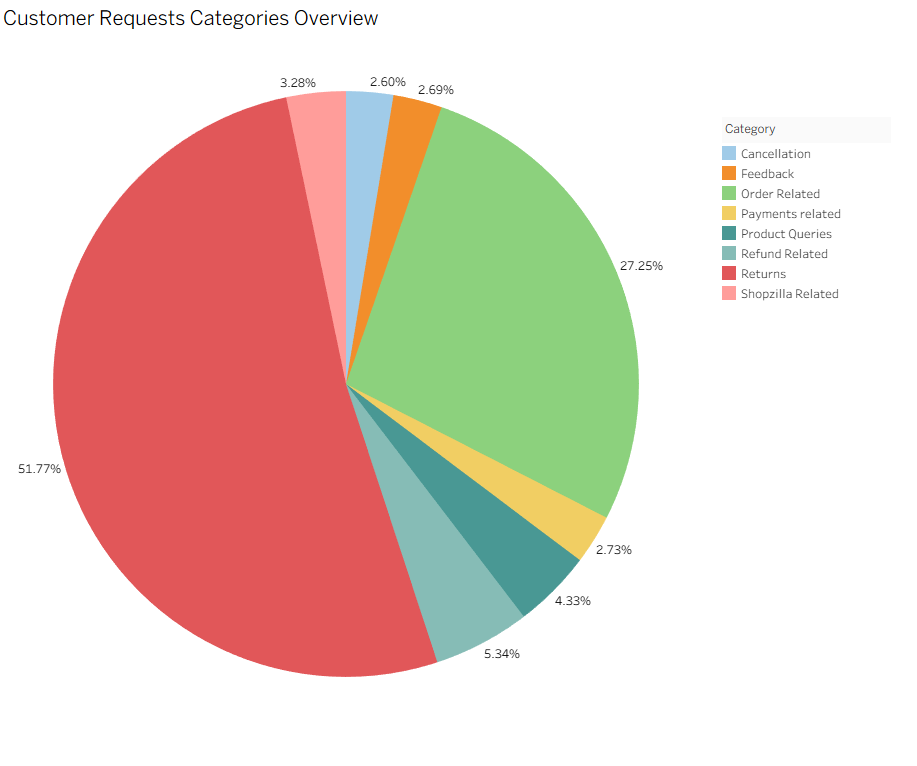 Customer Requests Categories Overview
3.28%
2.60%
2.69%
27.25%
51.77%
2.73%
4.33%
5.34%
Category
Cancellation
Feedback
Order Related
Payments related
Product Queries
Refund Related
Returns
Shopzilla Related